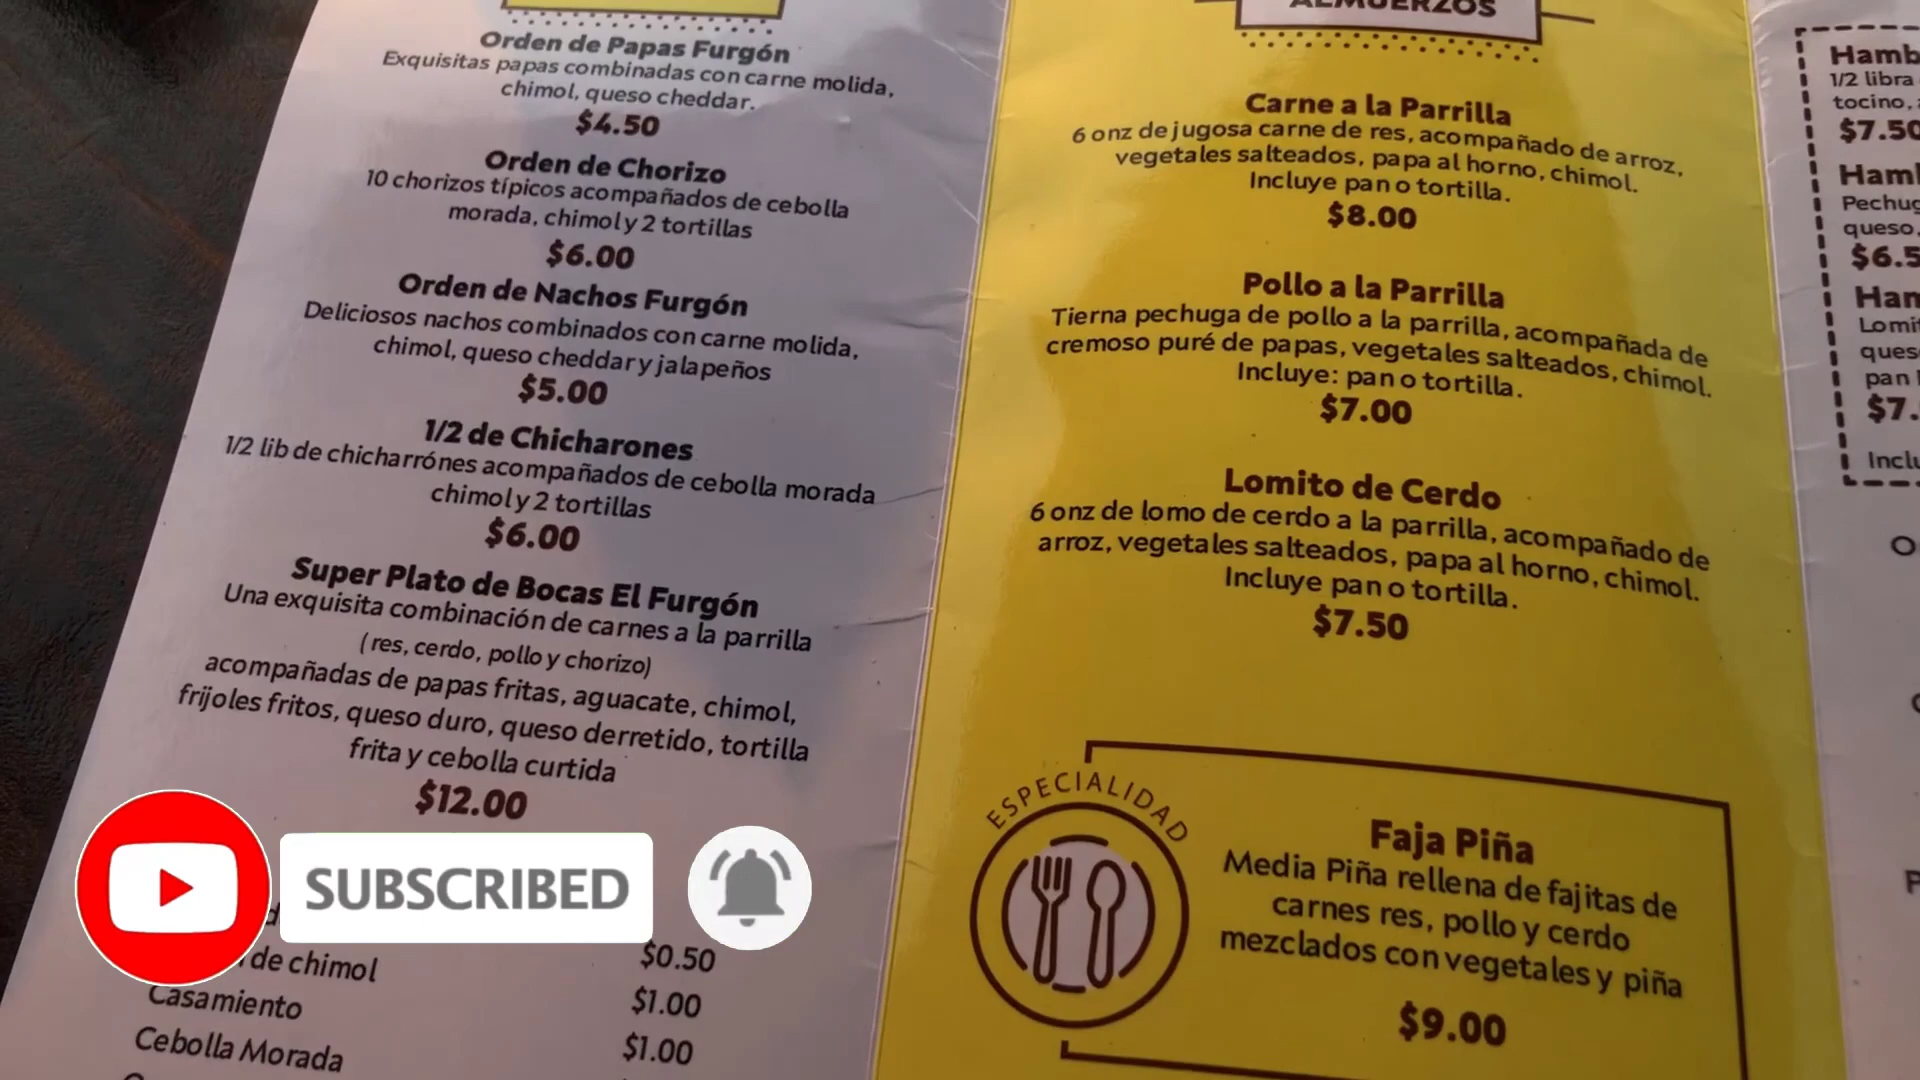 Orden de Papas Furgón
Exquisitas papas combinadas con carne molida,
chimol, queso cheddar.
$4.50
Orden de Chorizo
10 chorizos típicos acompañados de cebolla
morada, chimol y 2 tortillas
$6.00
Orden de Nachos Furgón
Deliciosos nachos combinados con carne molida,
chimol, queso cheddar y jalapeños
$5.00
1/2 de Chicharones
1/2 lib de chicharrónes acompañados de cebolla morada
chimol y 2 tortillas
$6.00
Super Plato de Bocas El Furgón
Una exquisita combinación de carnes a la parrilla
( res, cerdo, pollo y chorizo)
acompañadas de papas fritas, aguacate, chimol,
frijoles fritos, queso duro, queso derretido, tortilla
frita y cebolla curtida
$12.00
SUBSCRIBED
de chimol $0.50
Casamiento $1.00
Cebolla Morada $1.00
ALMUERZOS
Carne a la Parrilla
6 onz de jugosa carne de res, acompañado de arroz,
vegetales salteados, papa al horno, chimol.
Incluye pan o tortilla.
$8.00
Pollo a la Parrilla
Tierna pechuga de pollo a la parrilla, acompañada de
cremoso puré de papas, vegetales salteados, chimol.
Incluye: pan o tortilla.
$7.00
Lomito de Cerdo
6 onz de lomo de cerdo a la parrilla, acompañado de
arroz, vegetales salteados, papa al horno, chimol.
Incluye pan o tortilla.
$7.50
ESPECIALIDAD
Faja Piña
Media Piña rellena de fajitas de
carnes res, pollo y cerdo
mezclados con vegetales y piña
$9.00
Hamb
1/2 libra
tocino,
$7.50
Ham
Pechug
queso,
$6.5
Ham
Lomi
ques
pan
$7.
Inclu